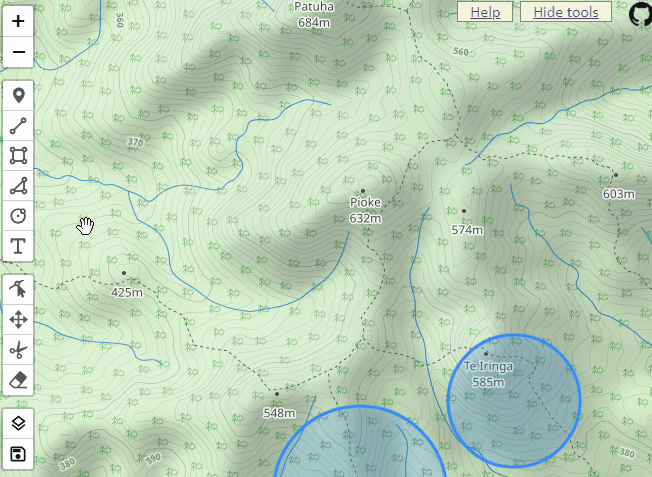 Patuha
684m
Help
Hide tools
+
360
560
−
370
Pioke
632m
603m
574m
T
425m
Te Iringa
585m
548m
380
390
380